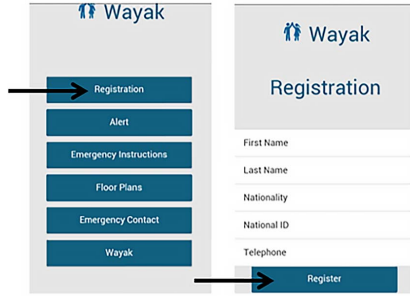 Wayak
Registration
Alert
Emergency Instructions
Floor Plans
Emergency Contact
Wayak
Wayak
Registration
First Name
Last Name
Nationality
National ID
Telephone
Register